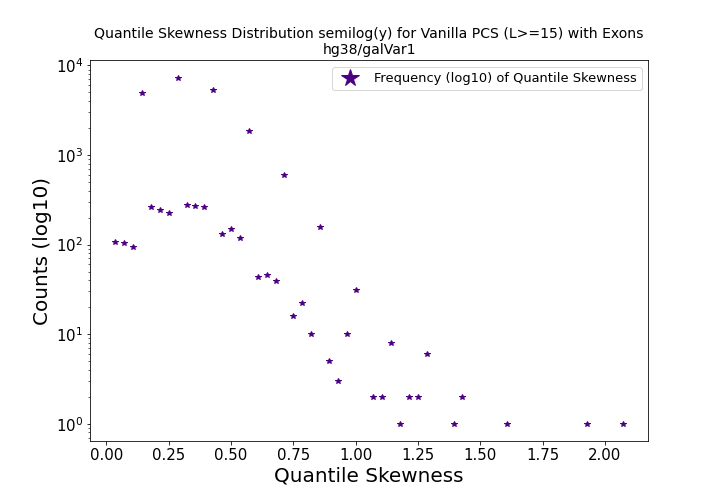 Quantile Skewness Distribution semilog(y) for Vanilla PCS (L>=15) with Exons
hg38/galVar1
Frequency (log10) of Quantile Skewness
Counts (log10)
10^4
10^3
10^2
10^1
10^0
0.00 0.25 0.50 0.75 1.00 1.25 1.50 1.75 2.00
Quantile Skewness